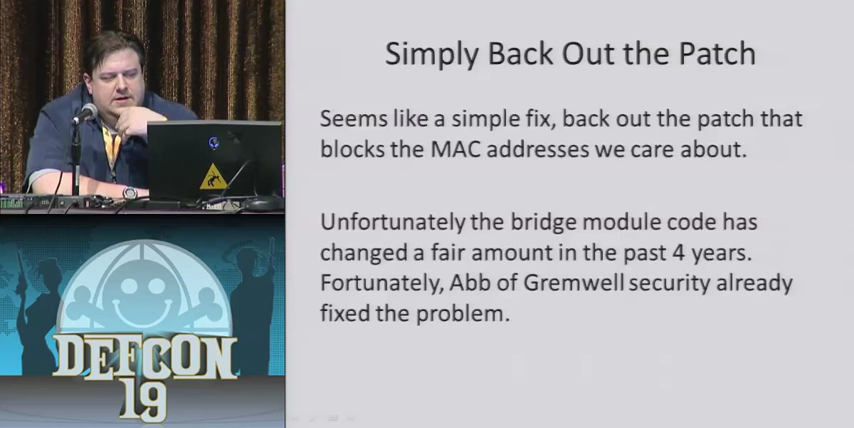 Simply Back Out the Patch
Seems like a simple fix, back out the patch that
blocks the MAC addresses we care about.
Unfortunately the bridge module code has
changed a fair amount in the past 4 years.
Fortunately, Abb of Gremwell security already
fixed the problem.
DEFCON
19